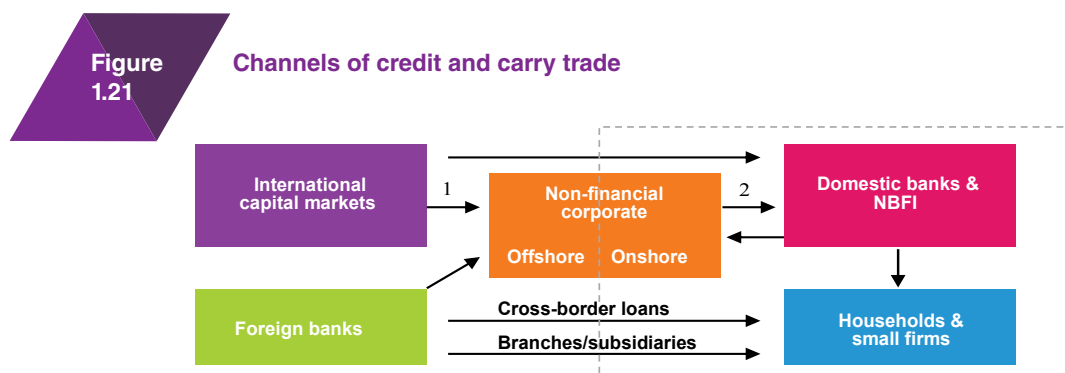 Figure
1.21
Channels of credit and carry trade
International
capital markets
1
Non-financial
corporate
Offshore
Onshore
2
Domestic banks &
NBFI
Foreign banks
Cross-border loans
Branches/subsidiaries
Households &
small firms